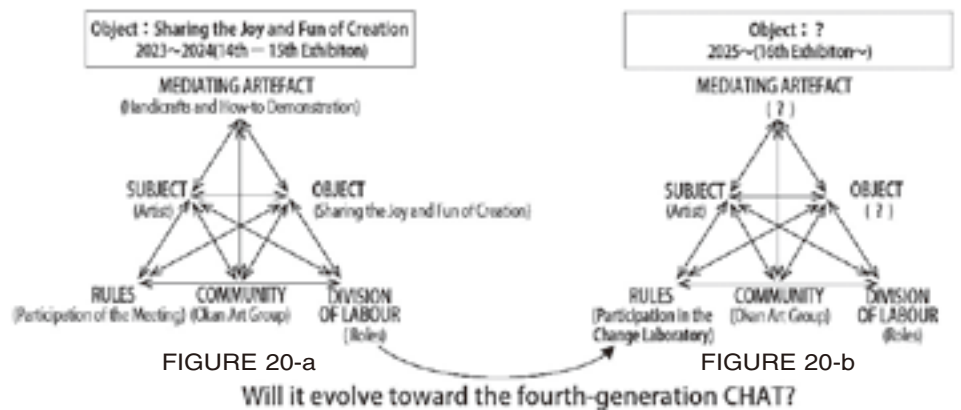 Object : Sharing the Joy and Fun of Creation
2023～2024(14th － 15th Exhibiton)
MEDIATING ARTEFACT
(Handicrafts and How-to Demonstration)
SUBJECT
(Artist)
OBJECT
(Sharing the Joy and Fun of Creation)
RULES
(Participation of the Meeting)
COMMUNITY
(Okan Art Group)
DIVISION
OF LABOUR
(Roles)
FIGURE 20-a
Object : ?
2025～(16th Exhibiton～)
MEDIATING ARTEFACT
( ? )
SUBJECT
(Artist)
OBJECT
( ? )
RULES
(Participation in the
Change Laboratory)
COMMUNITY
(Okan Art Group)
DIVISION
OF LABOUR
(Roles)
FIGURE 20-b
Will it evolve toward the fourth-generation CHAT?